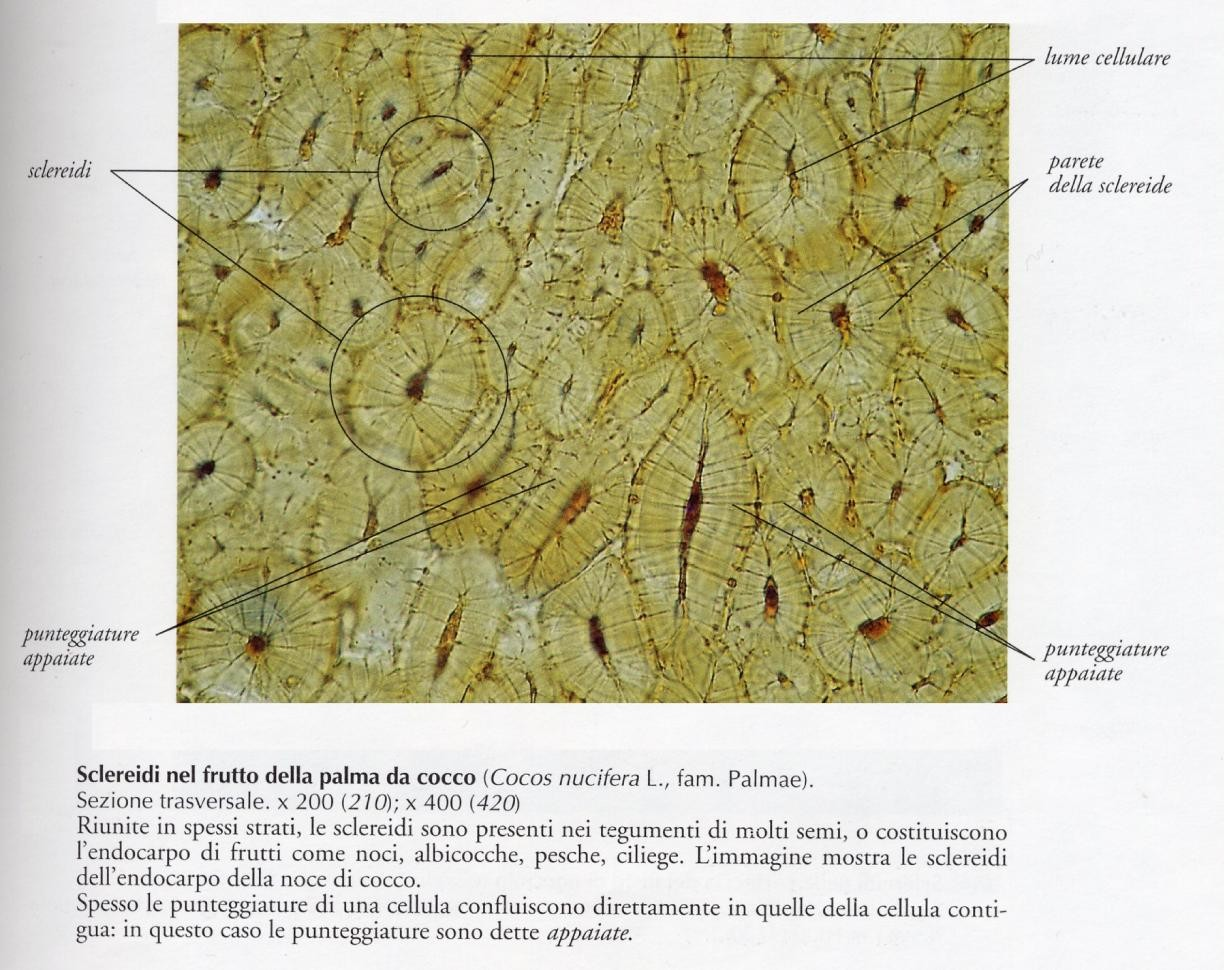 lume cellulare
sclereidi
parete
della sclereide
punteggiature
appaiate
punteggiature
appaiate
Sclereidi nel frutto della palma da cocco (Cocos nucifera L., fam. Palmae).
Sezione trasversale. x 200 (210); x 400 (420)
Riunite in spessi strati, le sclereidi sono presenti nei tegumenti di molti semi, o costituiscono
l'endocarpo di frutti come noci, albicocche, pesche, ciliege. L'immagine mostra le sclereidi
dell'endocarpo della noce di cocco.
Spesso le punteggiature di una cellula confluiscono direttamente in quelle della cellula conti-
gua: in questo caso le punteggiature sono dette appaiate.